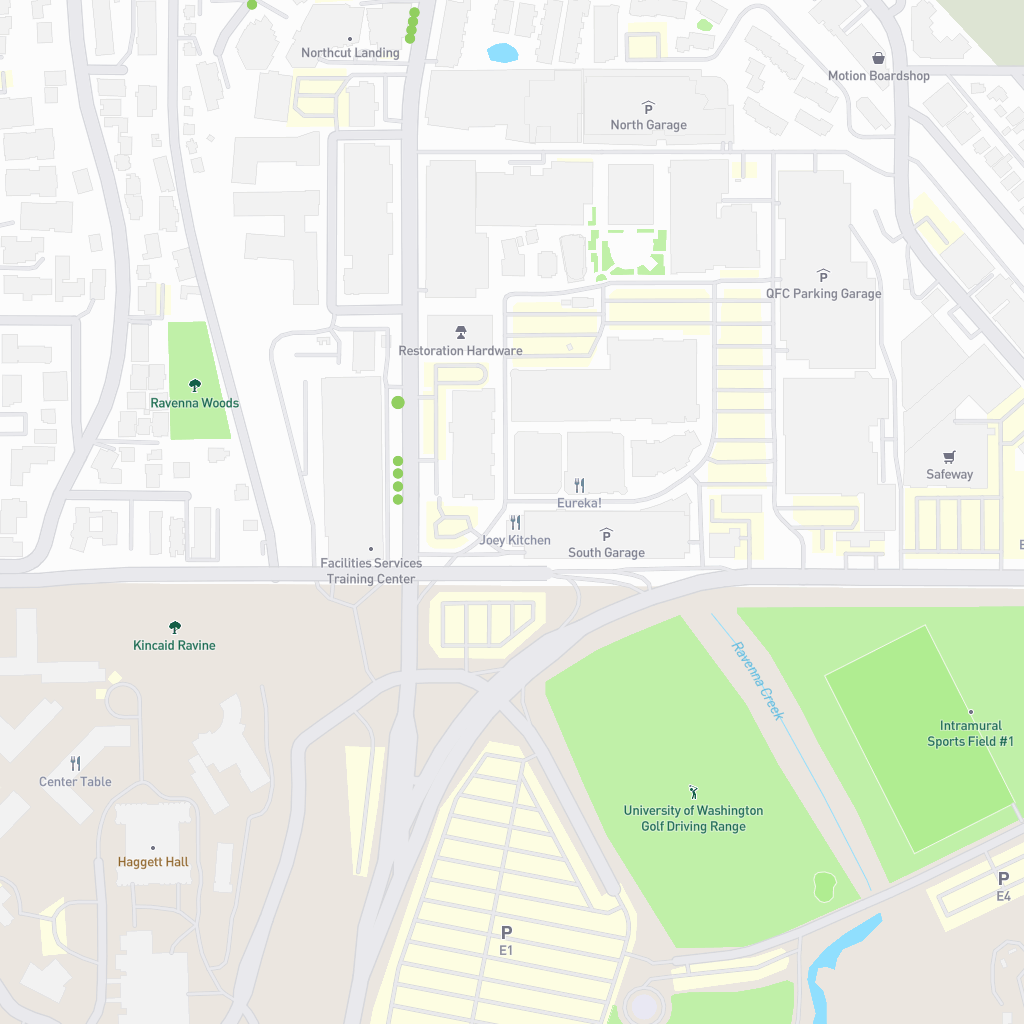 Northcut Landing
Motion Boardshop
P
North Garage
P
QFC Parking Garage
Restoration Hardware
Ravenna Woods
Safeway
Eureka!
Joey Kitchen
P
South Garage
Facilities Services
Training Center
E
Kincaid Ravine
Ravenna Creek
Intramural
Sports Field #1
Center Table
University of Washington
Golf Driving Range
Haggett Hall
P
E4
P
E1